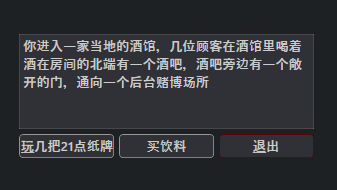 你进入一家当地的酒馆，几位顾客在酒馆里喝着
酒在房间的北端有一个酒吧，酒吧旁边有一个敞
开的门，通向一个后台赌博场所
玩几把21点纸牌
买饮料
退出